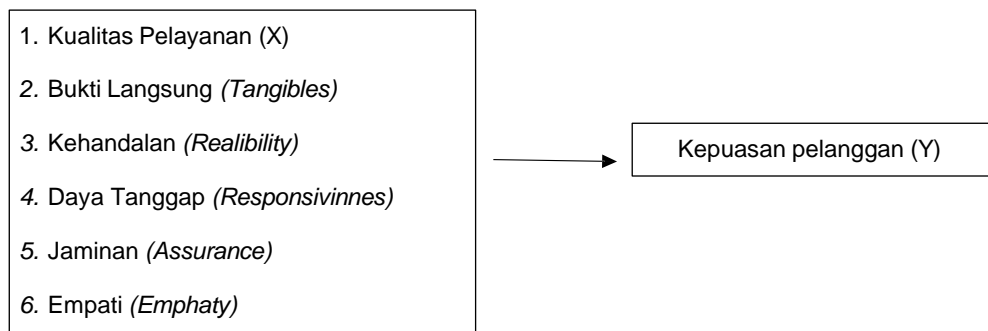 1. Kualitas Pelayanan (X)
2. Bukti Langsung (Tangibles)
3. Kehandalan (Realibility)
4. Daya Tanggap (Responsivinnes)
5. Jaminan (Assurance)
6. Empati (Emphaty)
Kepuasan pelanggan (Y)